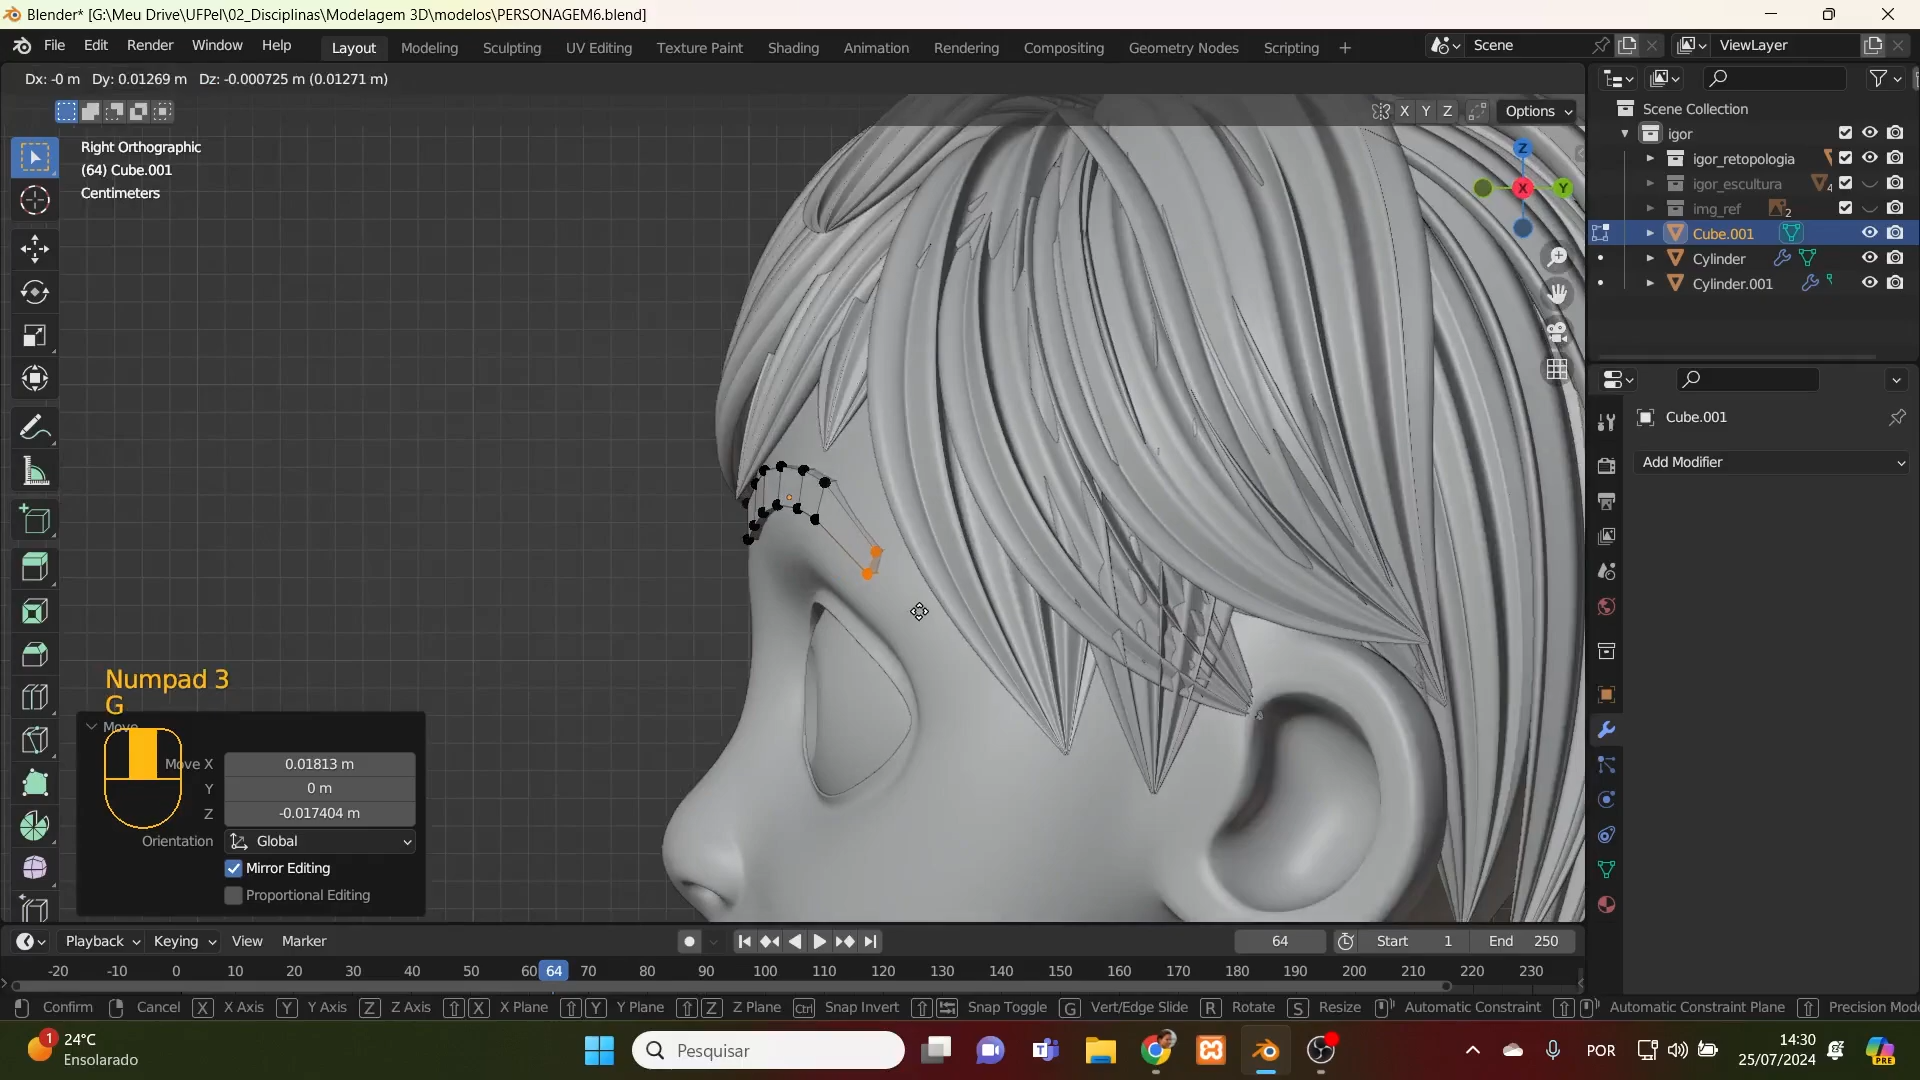 Blender* [G:\Meu Drive\UFPel\02_Disciplinas\Modelagem 3D\modelos\PERSONAGEM6.blend]
File Edit Render Window Help Layout Modeling Sculpting UV Editing Texture Paint Shading Animation Rendering Compositing Geometry Nodes Scripting + Scene ViewLayer
Dx: -0 m Dy: 0.01269 m Dz: -0.000725 m (0.01271 m)
X Y Z Options
Right Orthographic
(64) Cube.001
Centimeters
Z
X
Y
Scene Collection
igor
igor_retopologia
igor_escultura 4
img_ref 2
Cube.001
Cylinder
Cylinder.001
Cube.001
Add Modifier
Numpad 3
G
Move
Move X 0.01813 m
Y 0 m
Z -0.017404 m
Orientation Global
Mirror Editing
Proportional Editing
Playback Keying View Marker 64 Start 1 End 250
-20 -10 0 10 20 30 40 50 60 64 70 80 90 100 110 120 130 140 150 160 170 180 190 200 210 220 230
Confirm Cancel X X Axis Y Y Axis Z Z Axis X X Plane Y Y Plane Z Z Plane Ctrl Snap Invert Snap Toggle G Vert/Edge Slide R Rotate S Resize Automatic Constraint Automatic Constraint Plane Precision Mode
1 24°C
Ensolarado
Pesquisar
POR
14:30
25/07/2024
PRE